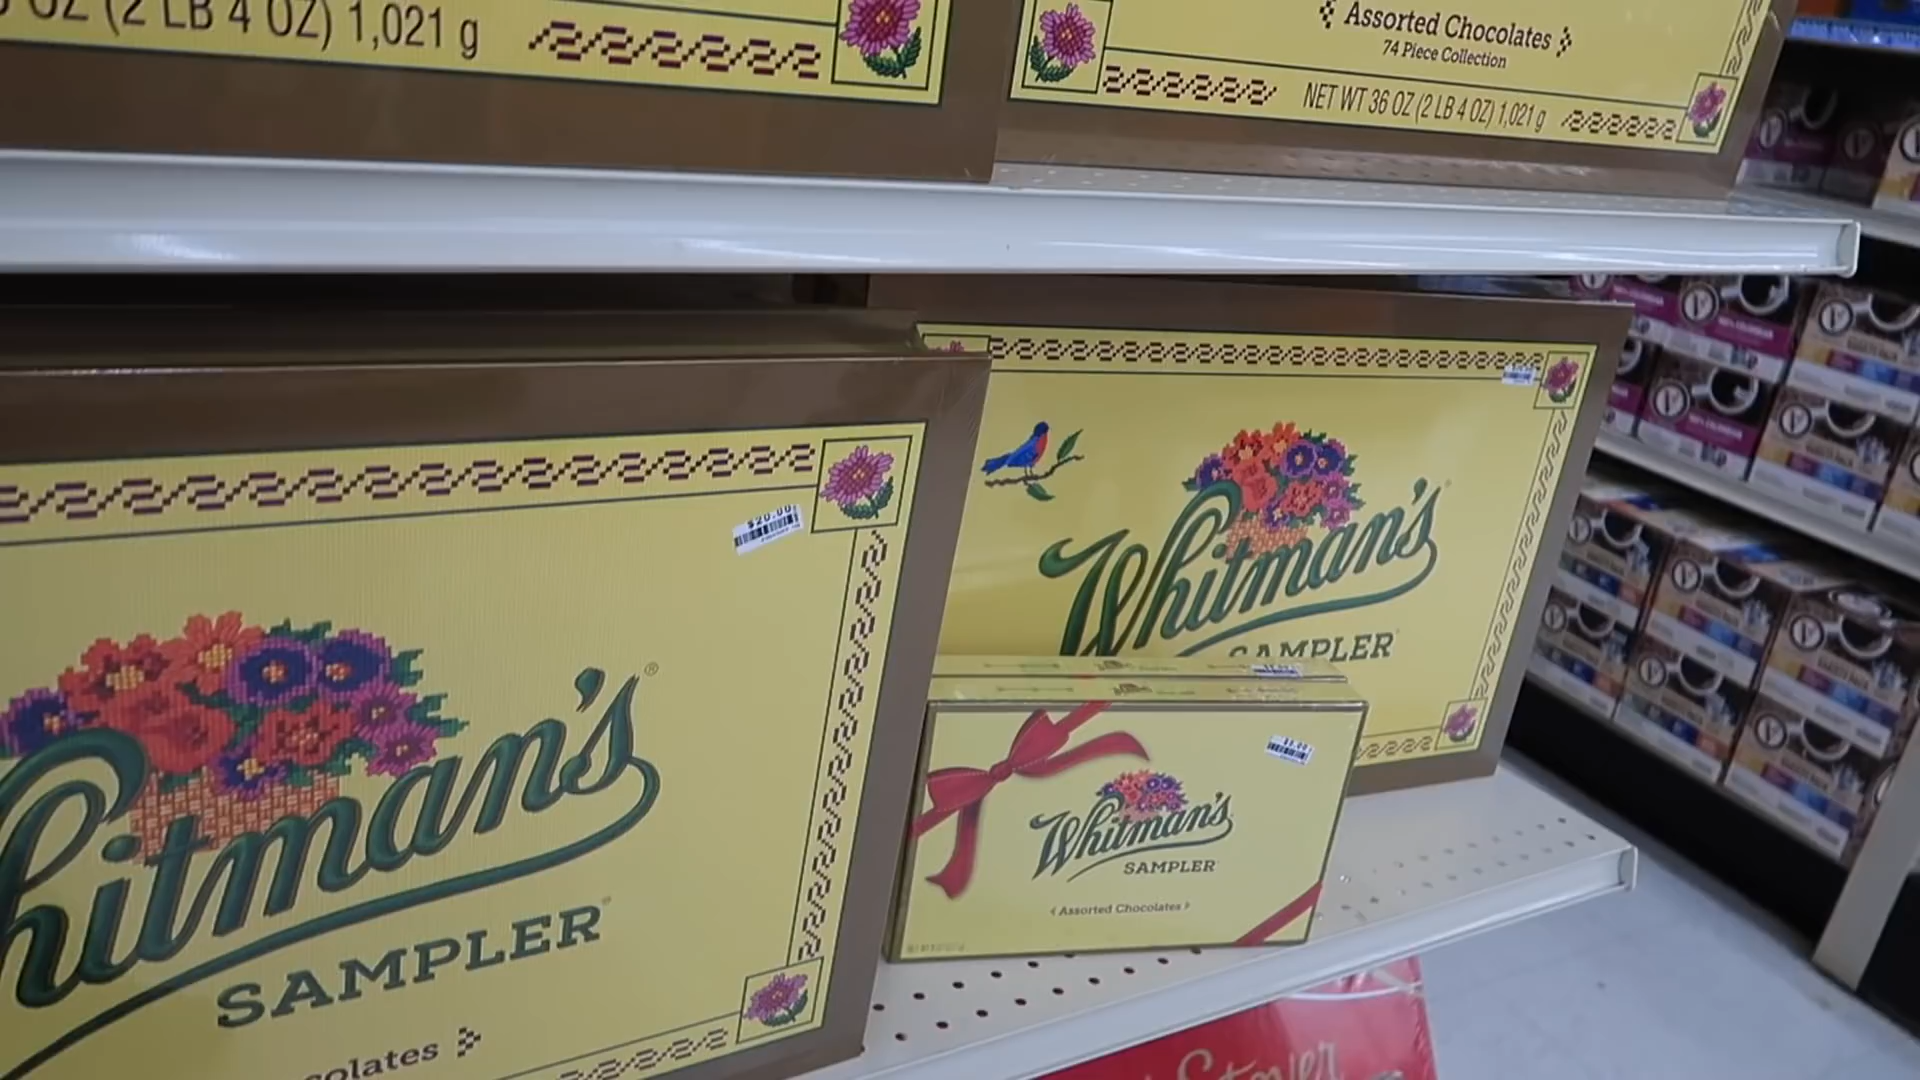 OZ (2 LB 4 OZ) 1,021 g
Assorted Chocolates
74 Piece Collection
NET WT 36 OZ (2 LB 4 OZ) 1,021 g
$20.00
hitman's®
SAMPLER
colates
Whitman's
SAMPLER
Whitman's
SAMPLER
Assorted Chocolates
Stover